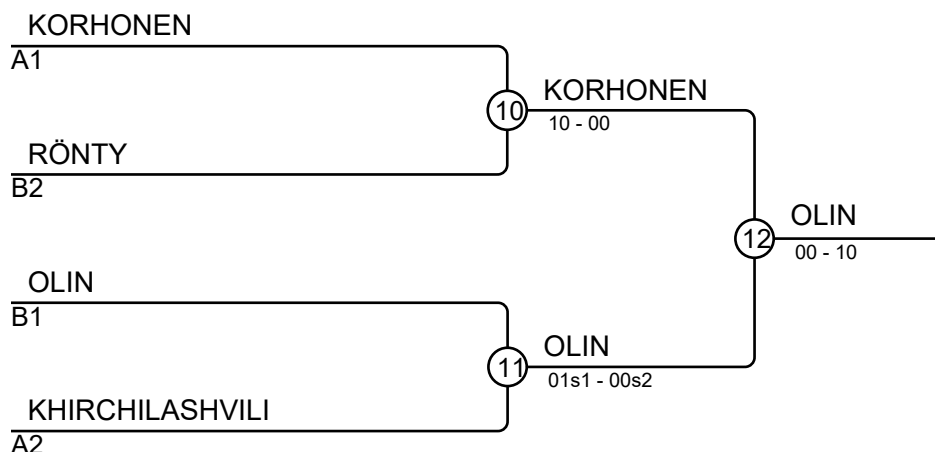 KORHONEN
A1
10
KORHONEN
10 - 00
RÖNTY
B2
12
OLIN
00 - 10
OLIN
B1
11
OLIN
01s1 - 00s2
KHIRCHILASHVILI
A2